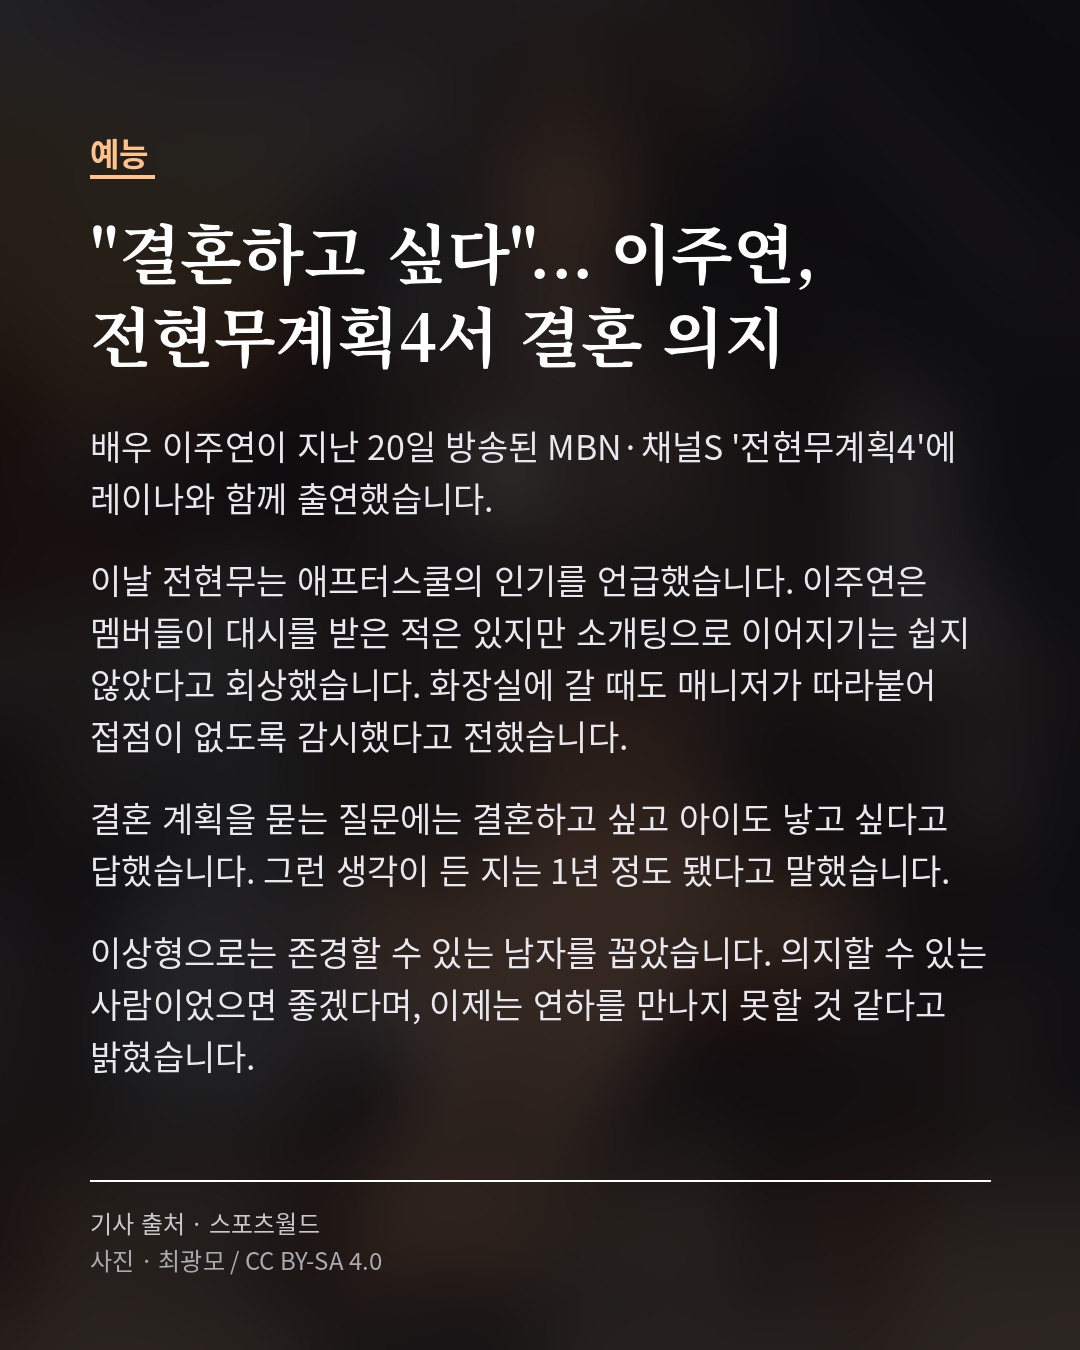 예능
"결혼하고 싶다"... 이주연,
전현무계획4서 결혼 의지
배우 이주연이 지난 20일 방송된 MBN·채널S '전현무계획4'에
레이나와 함께 출연했습니다.
이날 전현무는 애프터스쿨의 인기를 언급했습니다. 이주연은
멤버들이 대시를 받은 적은 있지만 소개팅으로 이어지기는 쉽지
않았다고 회상했습니다. 화장실에 갈 때도 매니저가 따라붙어
접점이 없도록 감시했다고 전했습니다.
결혼 계획을 묻는 질문에는 결혼하고 싶고 아이도 낳고 싶다고
답했습니다. 그런 생각이 든 지는 1년 정도 됐다고 말했습니다.
이상형으로는 존경할 수 있는 남자를 꼽았습니다. 의지할 수 있는
사람이었으면 좋겠다며, 이제는 연하를 만나지 못할 것 같다고
밝혔습니다.
기사 출처 · 스포츠월드
사진 · 최광모 / CC BY-SA 4.0